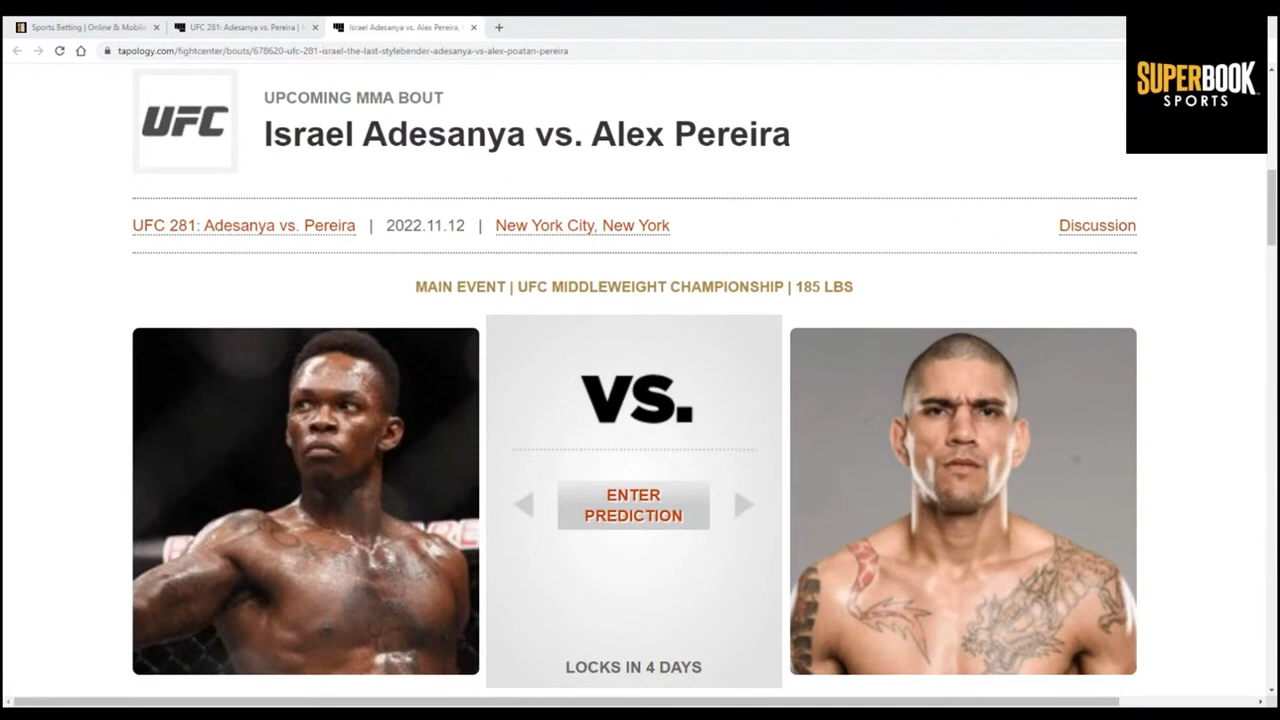 Sports Betting | Online & Mobile
UFC 281: Adesanya vs. Pereira |
Israel Adesanya vs. Alex Pereira,
tapology.com/fightcenter/bouts/678620-ufc-281-israel-the-last-stylebender-adesanya-vs-alex-poatan-pereira
SUPERBOOK
SPORTS
UFC
UPCOMING MMA BOUT
Israel Adesanya vs. Alex Pereira
UFC 281: Adesanya vs. Pereira | 2022.11.12 | New York City, New York Discussion
MAIN EVENT | UFC MIDDLEWEIGHT CHAMPIONSHIP | 185 LBS
VS.
ENTER
PREDICTION
LOCKS IN 4 DAYS